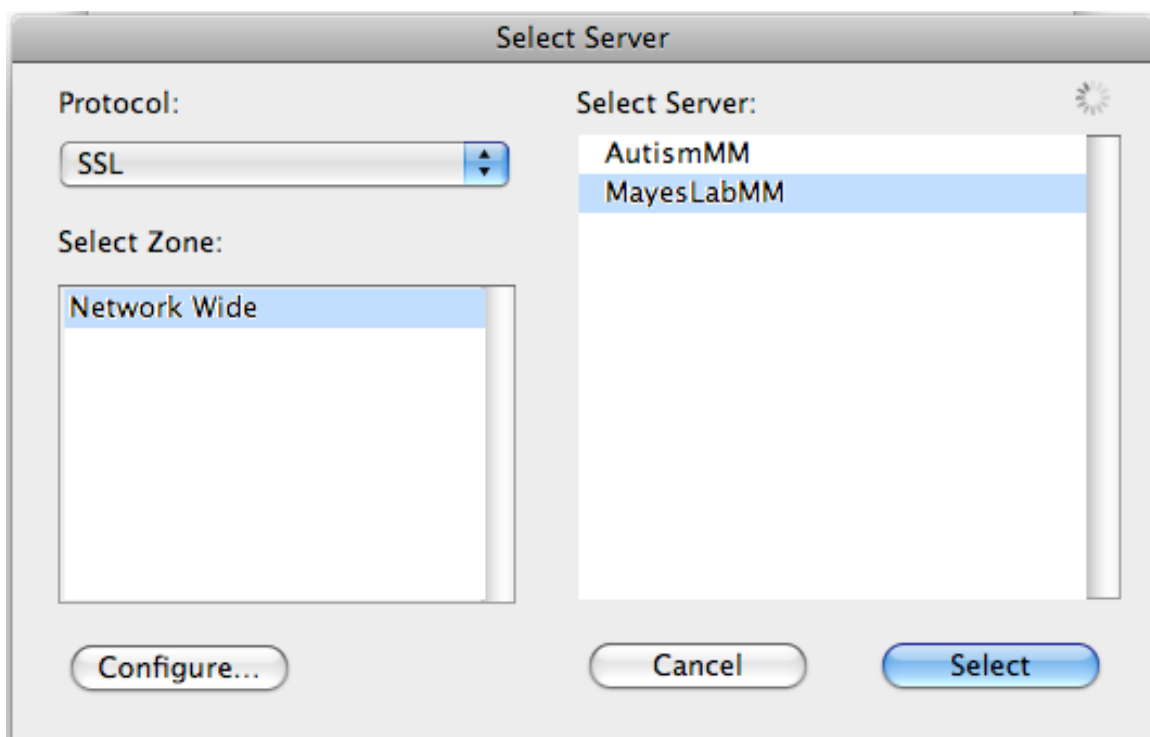 Select Server
Protocol:
SSL
Select Zone:
Network Wide
Configure...
Select Server:
AutismMM
MayesLabMM
Cancel
Select